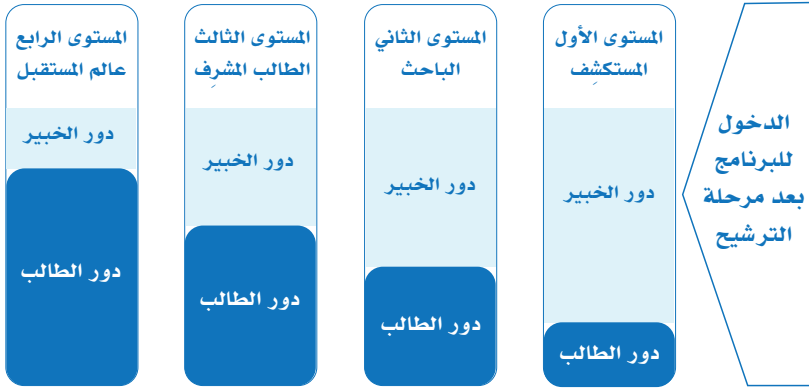 الدخول
للبرنامج
بعد مرحلة
الترشيح
المستوى الأول
المستكشِف
دور الخبير
دور الطالب
المستوى الثاني
الباحث
دور الخبير
دور الطالب
المستوى الثالث
الطالب المشرِف
دور الخبير
دور الطالب
المستوى الرابع
عالم المستقبل
دور الخبير
دور الطالب